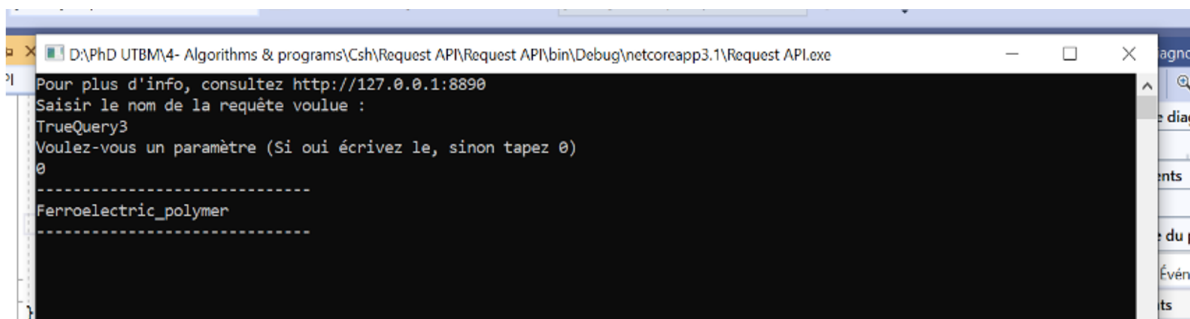 D:\PhD UTBM\4- Algorithms & programs\Csh\Request API\Request API\bin\Debug\netcoreapp3.1\Request API.exe
Pour plus d'info, consultez http://127.0.0.1:8890
Saisir le nom de la requête voulue :
TrueQuery3
Voulez-vous un paramètre (Si oui écrivez le, sinon tapez 0)
0
------------------------------
Ferroelectric_polymer
------------------------------